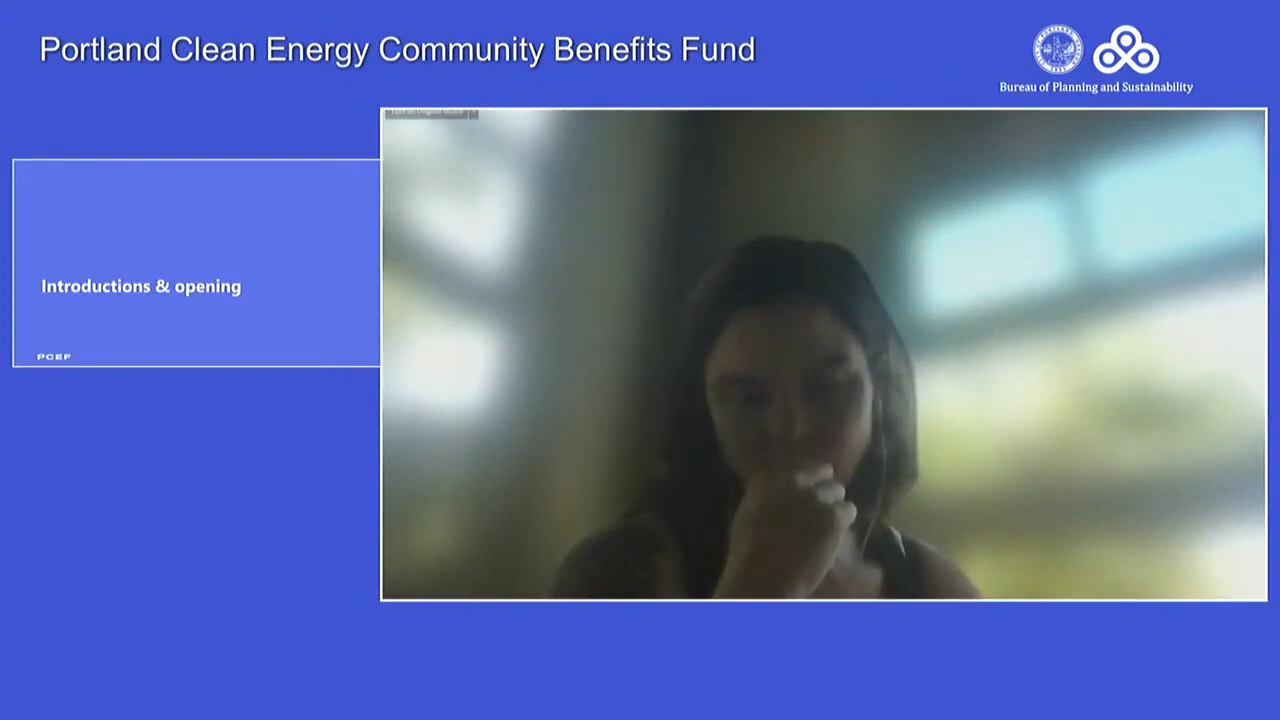 Portland Clean Energy Community Benefits Fund
Bureau of Planning and Sustainability
Introductions & opening
PCEF